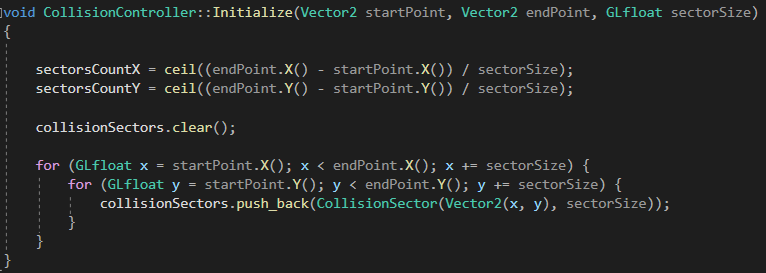 void CollisionController::Initialize(Vector2 startPoint, Vector2 endPoint, GLfloat sectorSize)
{
sectorsCountX = ceil((endPoint.X() - startPoint.X()) / sectorSize);
sectorsCountY = ceil((endPoint.Y() - startPoint.Y()) / sectorSize);
collisionSectors.clear();
for (GLfloat x = startPoint.X(); x < endPoint.X(); x += sectorSize) {
for (GLfloat y = startPoint.Y(); y < endPoint.Y(); y += sectorSize) {
collisionSectors.push_back(CollisionSector(Vector2(x, y), sectorSize));
}
}
}